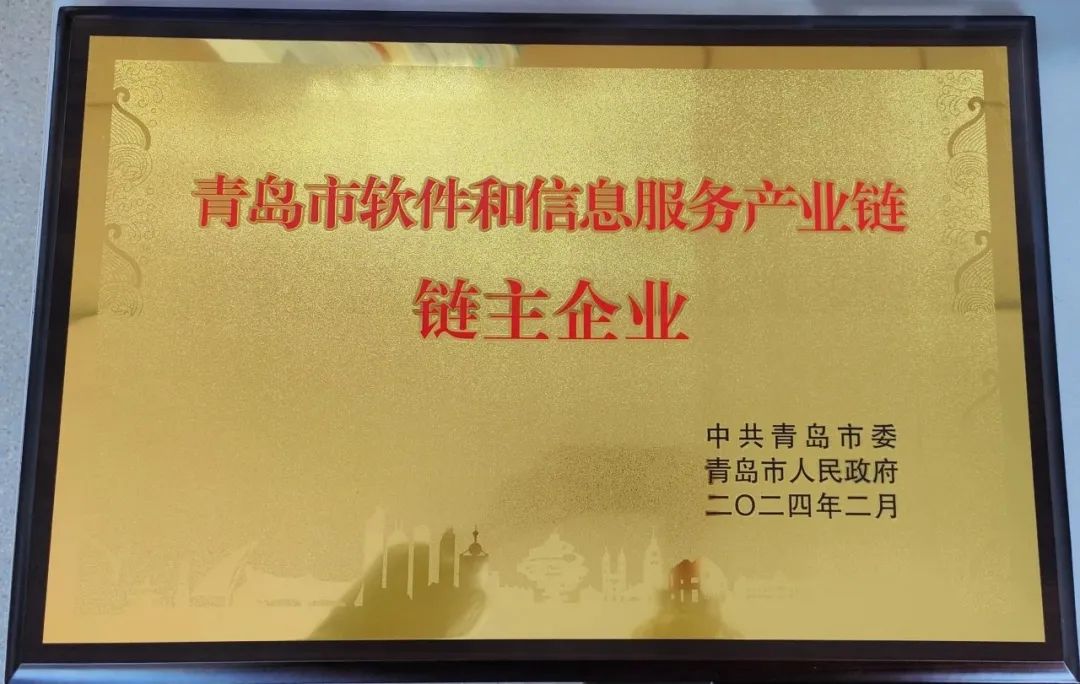 青岛市软件和信息服务产业链
链主企业
中共青岛市委
青岛市人民政府
二〇二四年二月